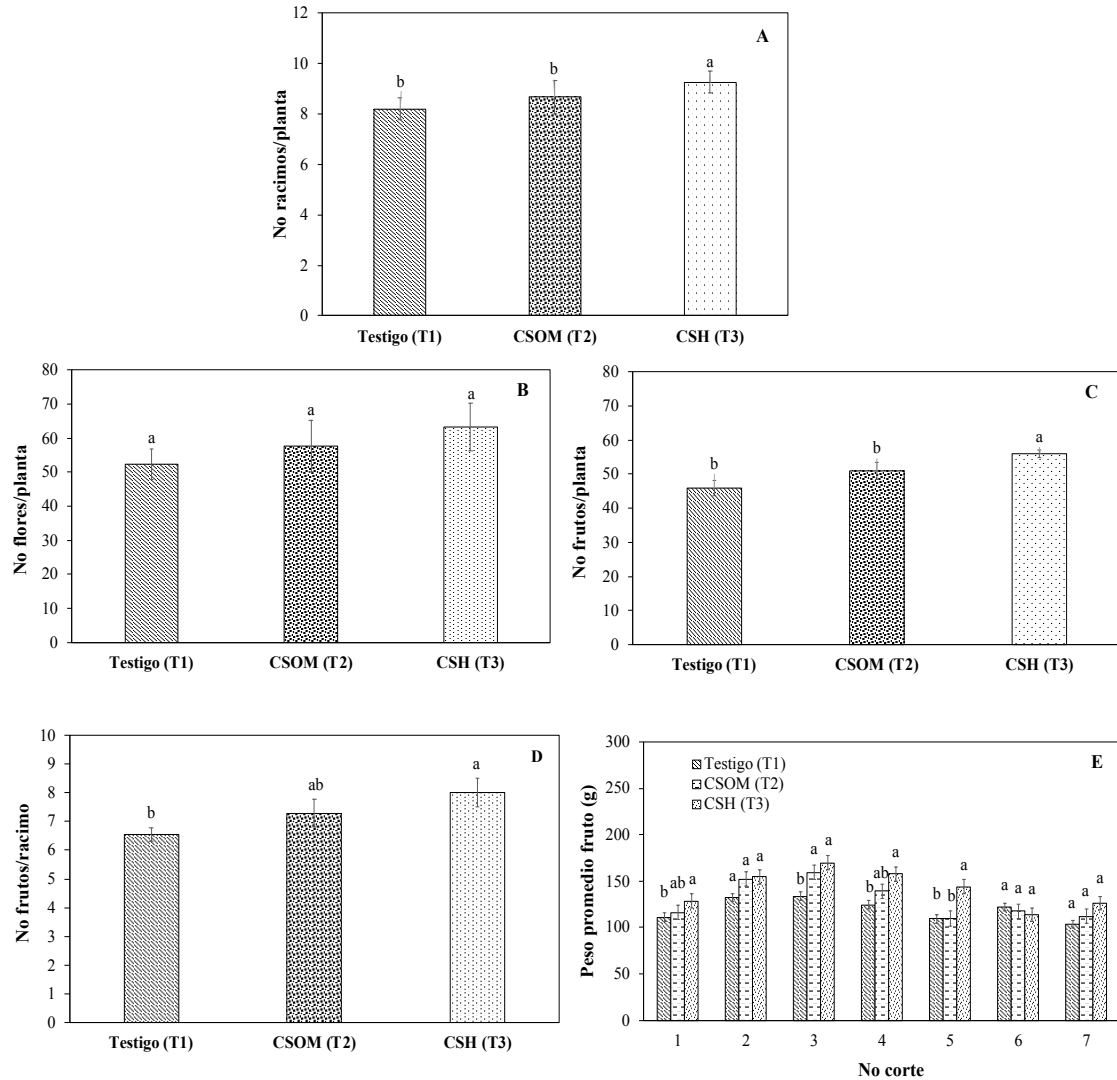 A
No racimos/planta
12
10
8
6
4
2
0
b
b
a
Testigo (T1)
CSOM (T2)
CSH (T3)
B
No flores/planta
80
70
60
50
40
30
20
10
0
a
a
a
Testigo (T1)
CSOM (T2)
CSH (T3)
C
No frutos/planta
80
70
60
50
40
30
20
10
0
b
b
a
Testigo (T1)
CSOM (T2)
CSH (T3)
D
No frutos/racimo
10
9
8
7
6
5
4
3
2
1
0
b
ab
a
Testigo (T1)
CSOM (T2)
CSH (T3)
E
Peso promedio fruto (g)
300
250
200
150
100
50
0
Testigo (T1)
CSOM (T2)
CSH (T3)
b ab a
a a a
b a a
b ab a
b b a
a a a
a a a
1 2 3 4 5 6 7
No corte